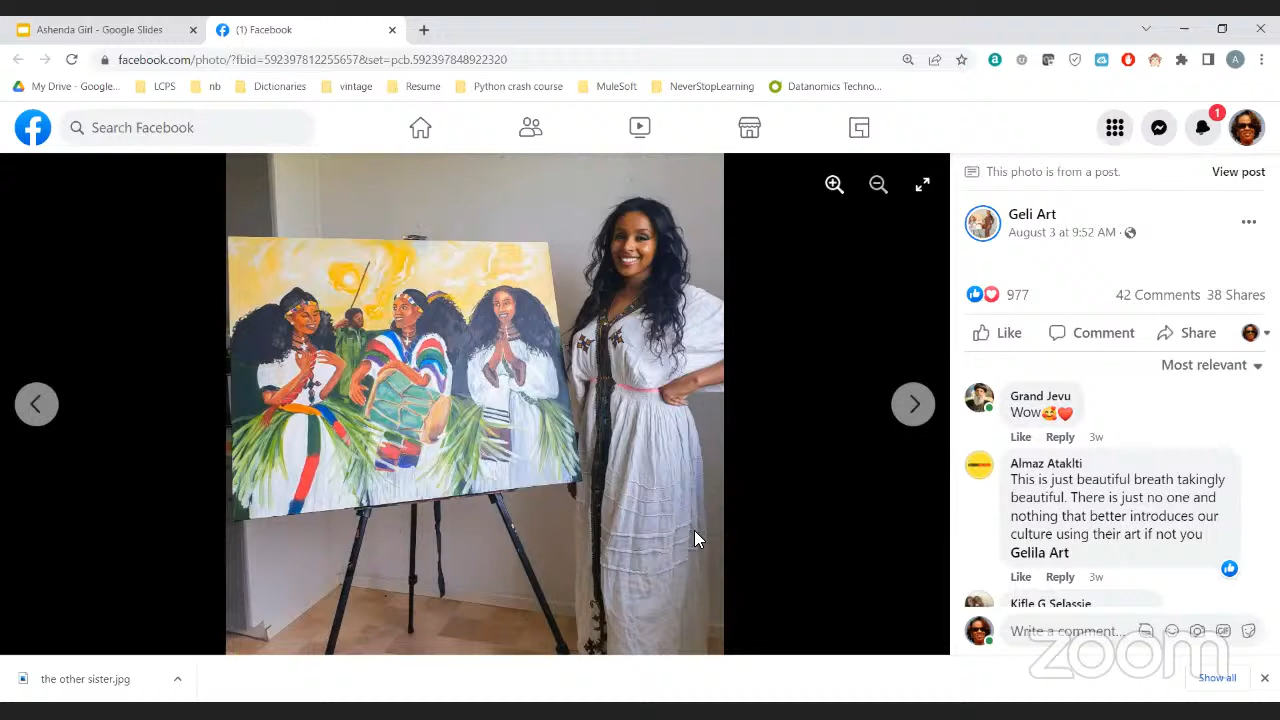 Ashenda Girl - Google Slides
(1) Facebook
facebook.com/photo/?fbid=592397812255657&set=pcb.592397848922320
My Drive - Google...
LCPS
nb
Dictionaries
vintage
Resume
Python crash course
MuleSoft
NeverStopLearning
Datanomics Techno...
Search Facebook
1
This photo is from a post.
View post
Geli Art
August 3 at 9:52 AM ·
977
42 Comments 38 Shares
Like
Comment
Share
Most relevant
Grand Jevu
Wow🥰❤️
Like Reply 3w
Almaz Ataklti
This is just beautiful breath takingly
beautiful. There is just no one and
nothing that better introduces our
culture using their art if not you
Gelila Art
Like Reply 3w
Kifle G Selassie
Write a comment...
GIF
zoom
the other sister.jpg
Show all